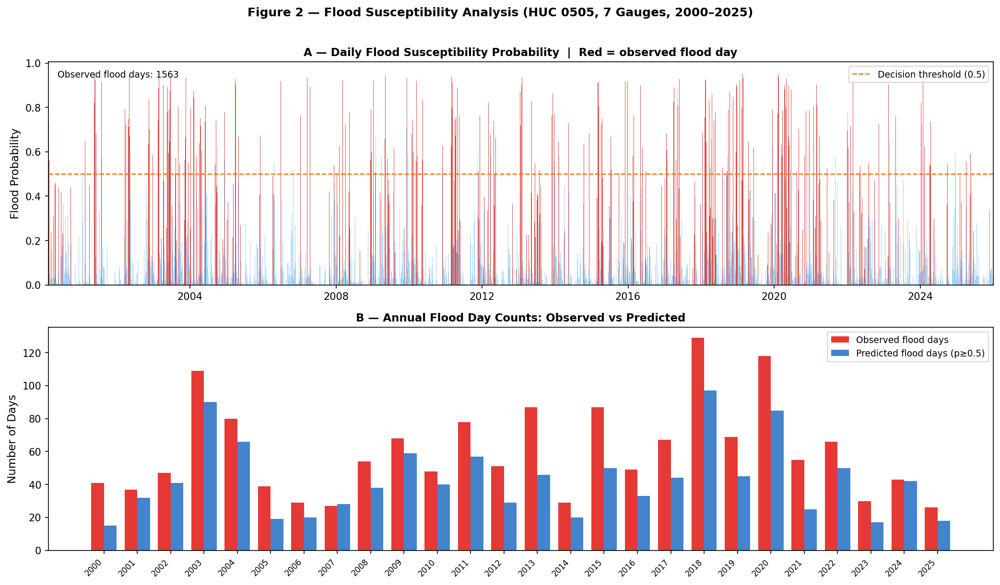 Figure 2 — Flood Susceptibility Analysis (HUC 0505, 7 Gauges, 2000–2025)
A — Daily Flood Susceptibility Probability | Red = observed flood day
Observed flood days: 1563
Decision threshold (0.5)
Flood Probability
1.0
0.8
0.6
0.4
0.2
0.0
2004 2008 2012 2016 2020 2024
B — Annual Flood Day Counts: Observed vs Predicted
Observed flood days
Predicted flood days (p≥0.5)
Number of Days
120
100
80
60
40
20
0
2000 2001 2002 2003 2004 2005 2006 2007 2008 2009 2010 2011 2012 2013 2014 2015 2016 2017 2018 2019 2020 2021 2022 2023 2024 2025